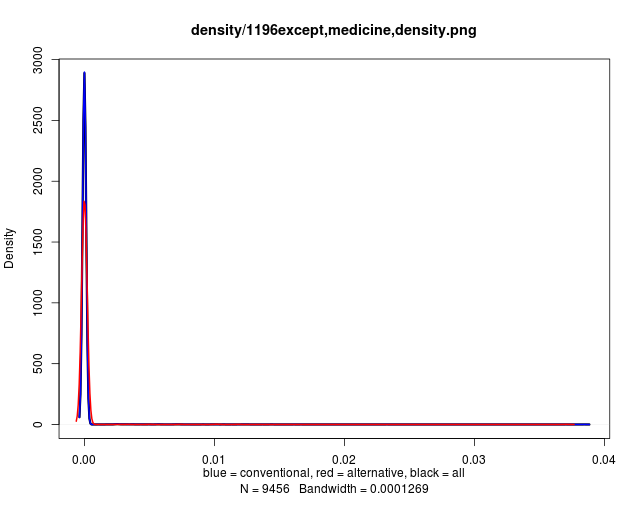 density/1196except,medicine,density.png
Density
3000
2500
2000
1500
1000
500
0
0.00 0.01 0.02 0.03 0.04
blue = conventional, red = alternative, black = all
N = 9456 Bandwidth = 0.0001269